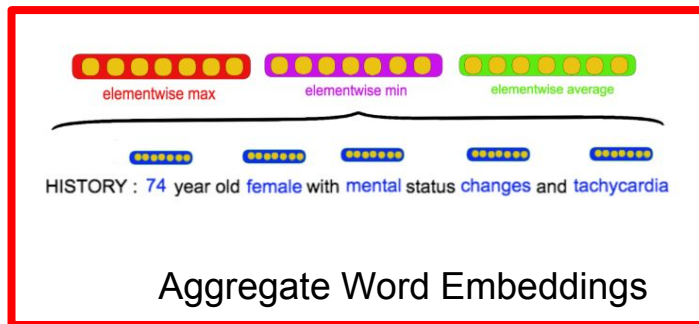 elementwise max elementwise min elementwise average
HISTORY : 74 year old female with mental status changes and tachycardia
Aggregate Word Embeddings